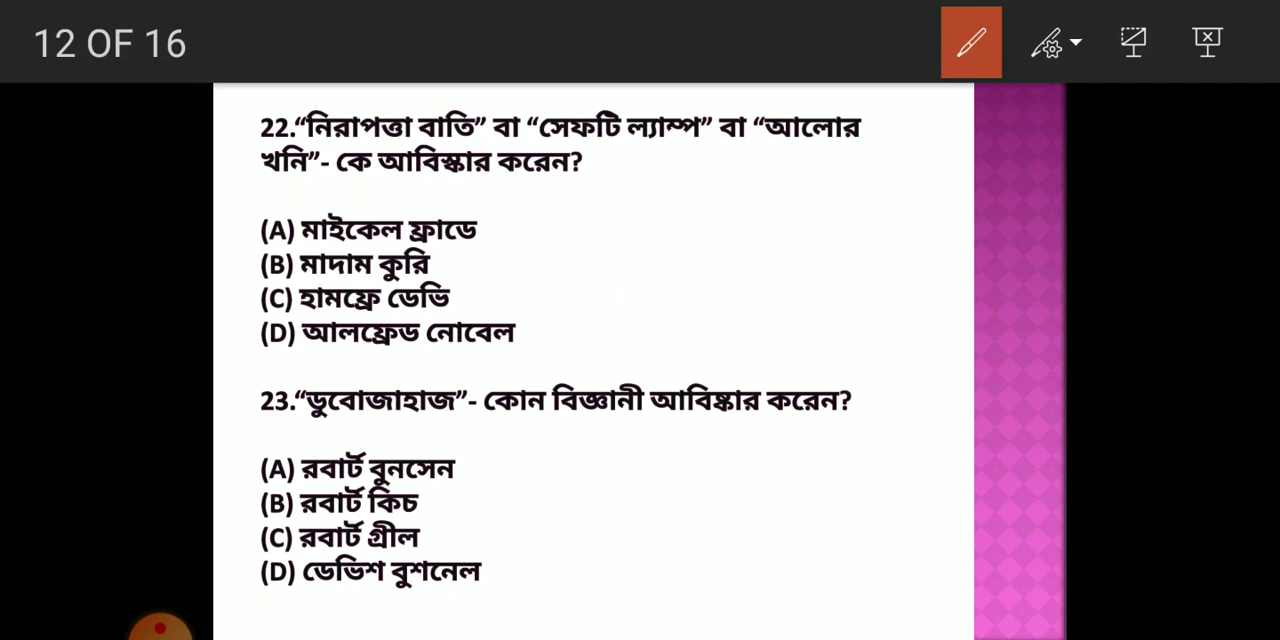 12 OF 16
22.“নিরাপত্তা বাতি” বা “সেফটি ল্যাম্প” বা “আলোর
খনি”- কে আবিস্কার করেন?
(A) মাইকেল ফ্রাডে
(B) মাদাম কুরি
(C) হামফ্রে ডেভি
(D) আলফ্রেড নোবেল
23.“ডুবোজাহাজ”- কোন বিজ্ঞানী আবিষ্কার করেন?
(A) রবার্ট বুনসেন
(B) রবার্ট কিচ
(C) রবার্ট গ্রীল
(D) ডেভিশ বুশনেল